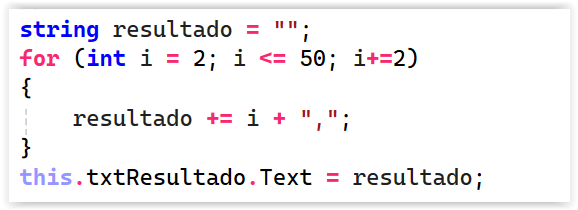 string resultado = "";
for (int i = 2; i <= 50; i+=2)
{
    resultado += i + ",";
}
this.txtResultado.Text = resultado;